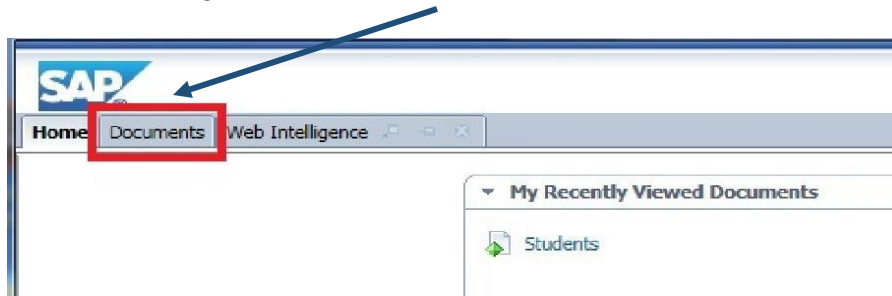 SAP®
Home Documents Web Intelligence
My Recently Viewed Documents
Students